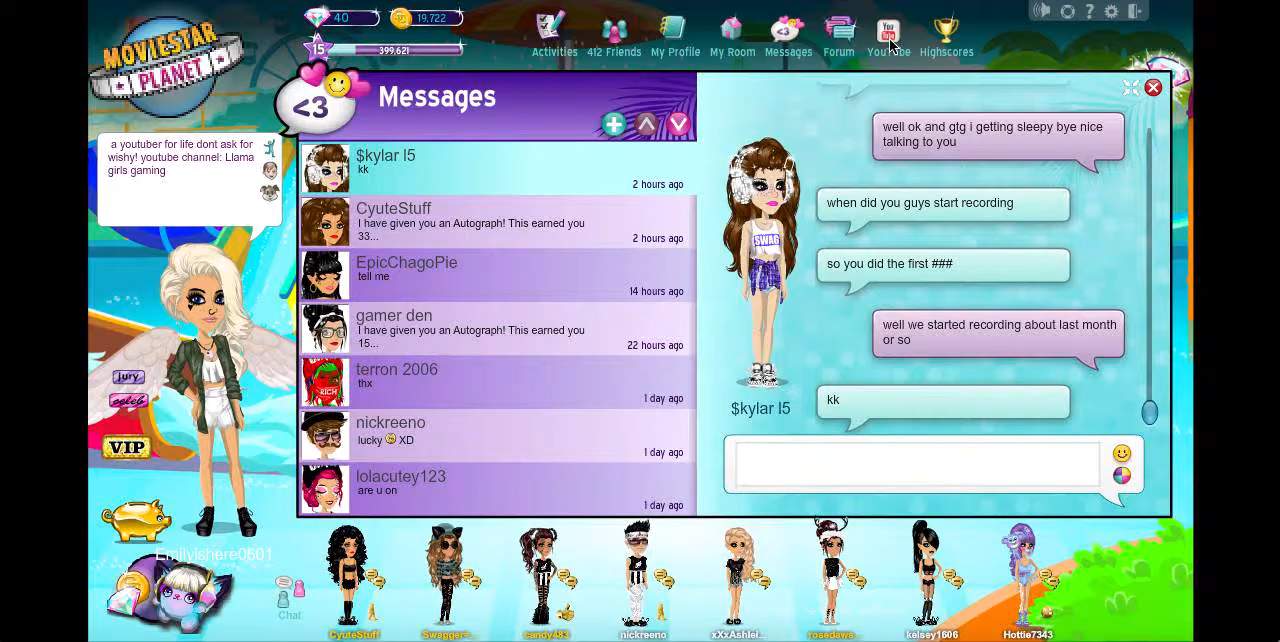 MOVIESTAR
PLANET
40
19,722
15
399,621
Activities
412 Friends
My Profile
My Room
Messages
Forum
Highscores
<3
Messages
a youtuber for life dont ask for
wishy! youtube channel: Llama
girls gaming
$kylar l5
kk
2 hours ago
CyuteStuff
I have given you an Autograph! This earned you
33...
2 hours ago
EpicChagoPie
tell me
14 hours ago
gamer den
I have given you an Autograph! This earned you
15...
22 hours ago
terron 2006
thx
1 day ago
RICH
nickreeno
lucky XD
1 day ago
lolacutey123
are u on
1 day ago
well ok and gtg i getting sleepy bye nice
talking to you
when did you guys start recording
so you did the first ###
well we started recording about last month
or so
kk
SWAG
$kylar l5
jury
celeb
VIP
Emilyishere0601
Chat
CyuteStuff
Swagger=...
candy483
nickreeno
xXxAshlei...
rosedaws
kelsey1606
Hottie7343